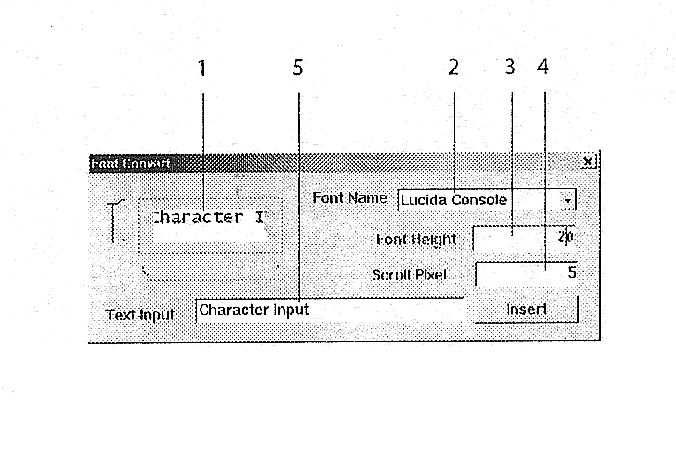 1 5 2 3 4
Font Convert
Font Name Lucida Console
Character I
Font Height 20
Scroll Pixel 5
Text Input Character Input
Insert